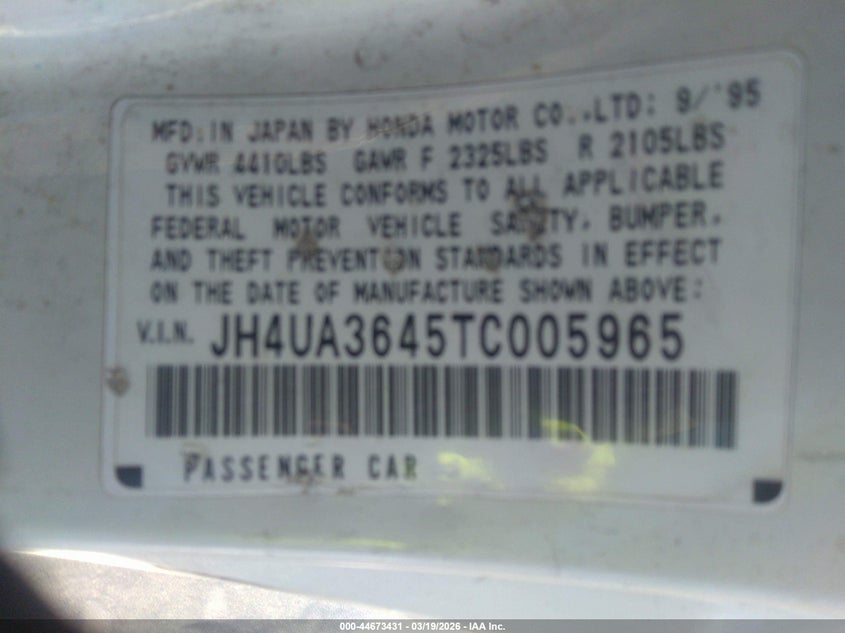 MFD. IN JAPAN BY HONDA MOTOR CO.,LTD: 9/'95
GVWR 4410LBS GAWR F 2325LBS R 2105LBS
THIS VEHICLE CONFORMS TO ALL APPLICABLE
FEDERAL MOTOR VEHICLE SAFETY, BUMPER,
AND THEFT PREVENTION STANDARDS IN EFFECT
ON THE DATE OF MANUFACTURE SHOWN ABOVE:
V.I.N. JH4UA3645TC005965
PASSENGER CAR
000-44673431 - 03/19/2026 - IAA Inc.